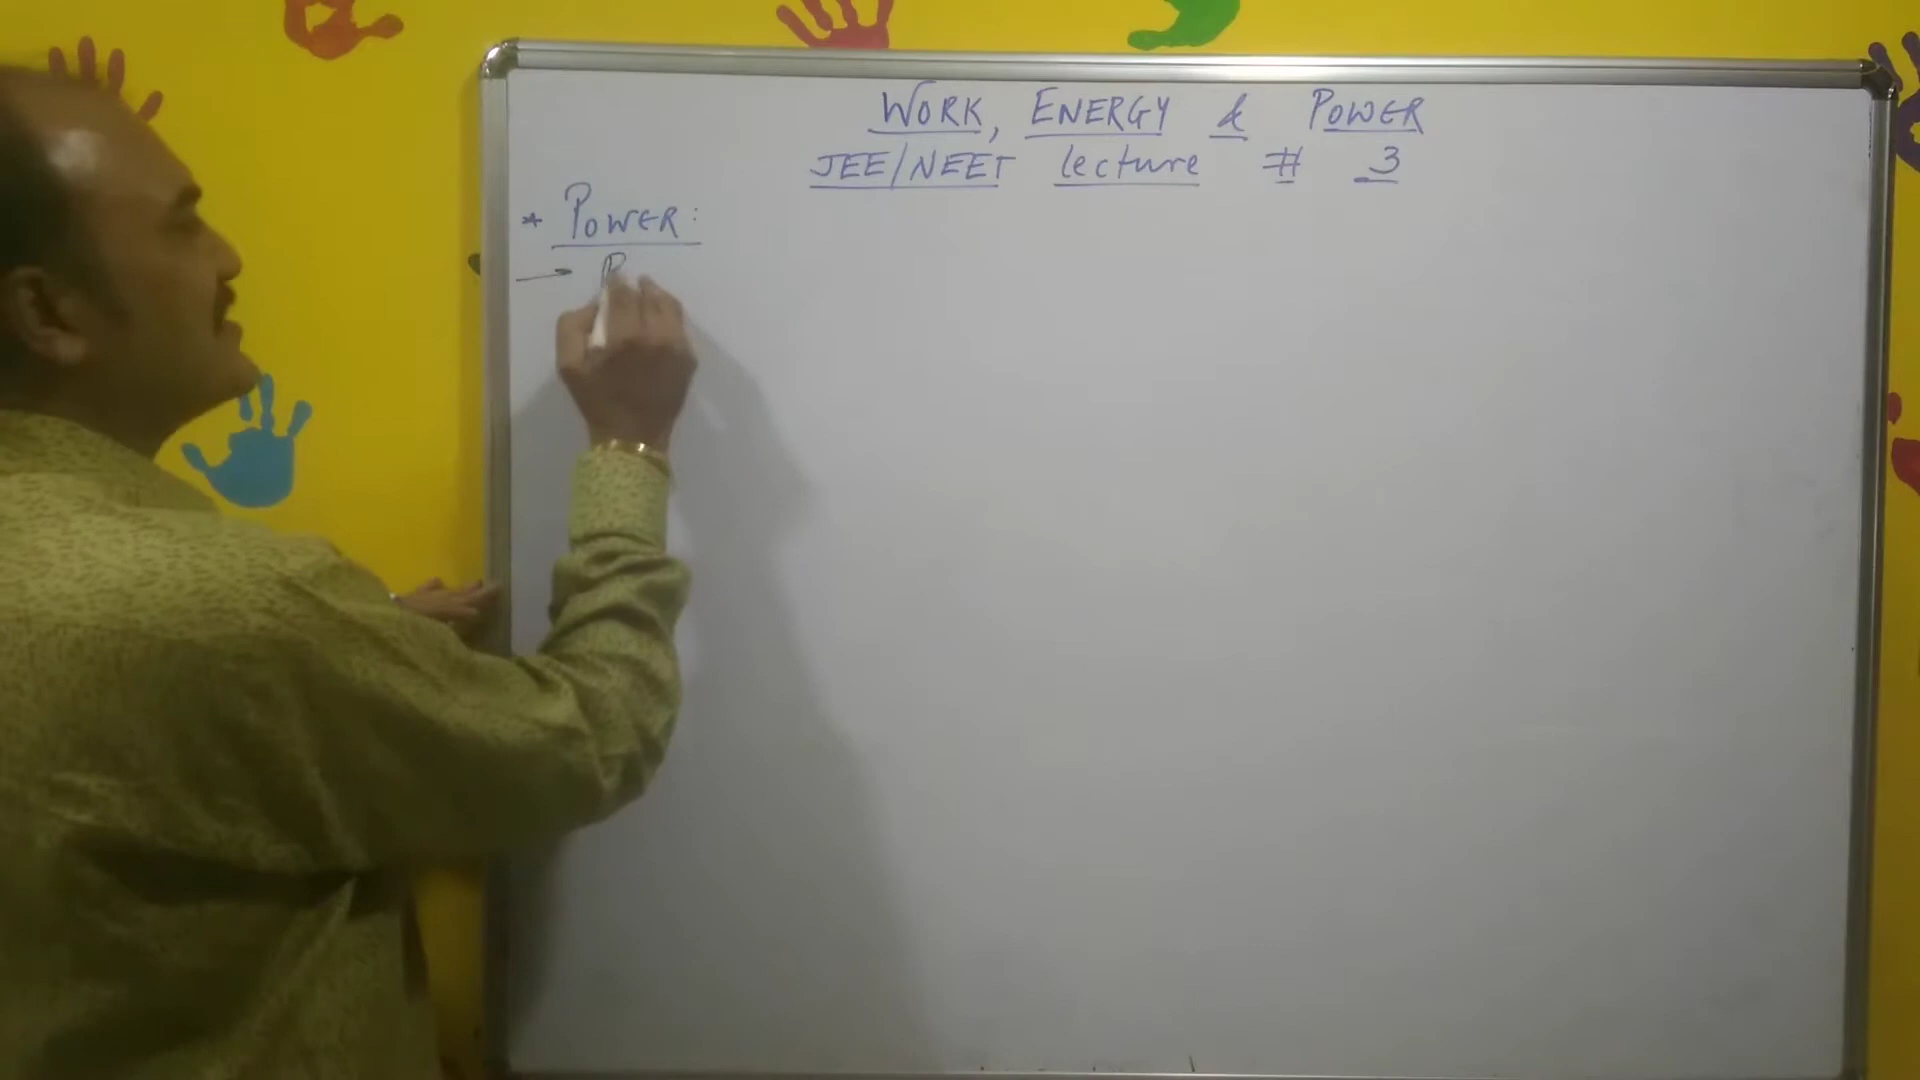 WORK, ENERGY & POWER
JEE/NEET lecture # 3
* POWER:
→ P